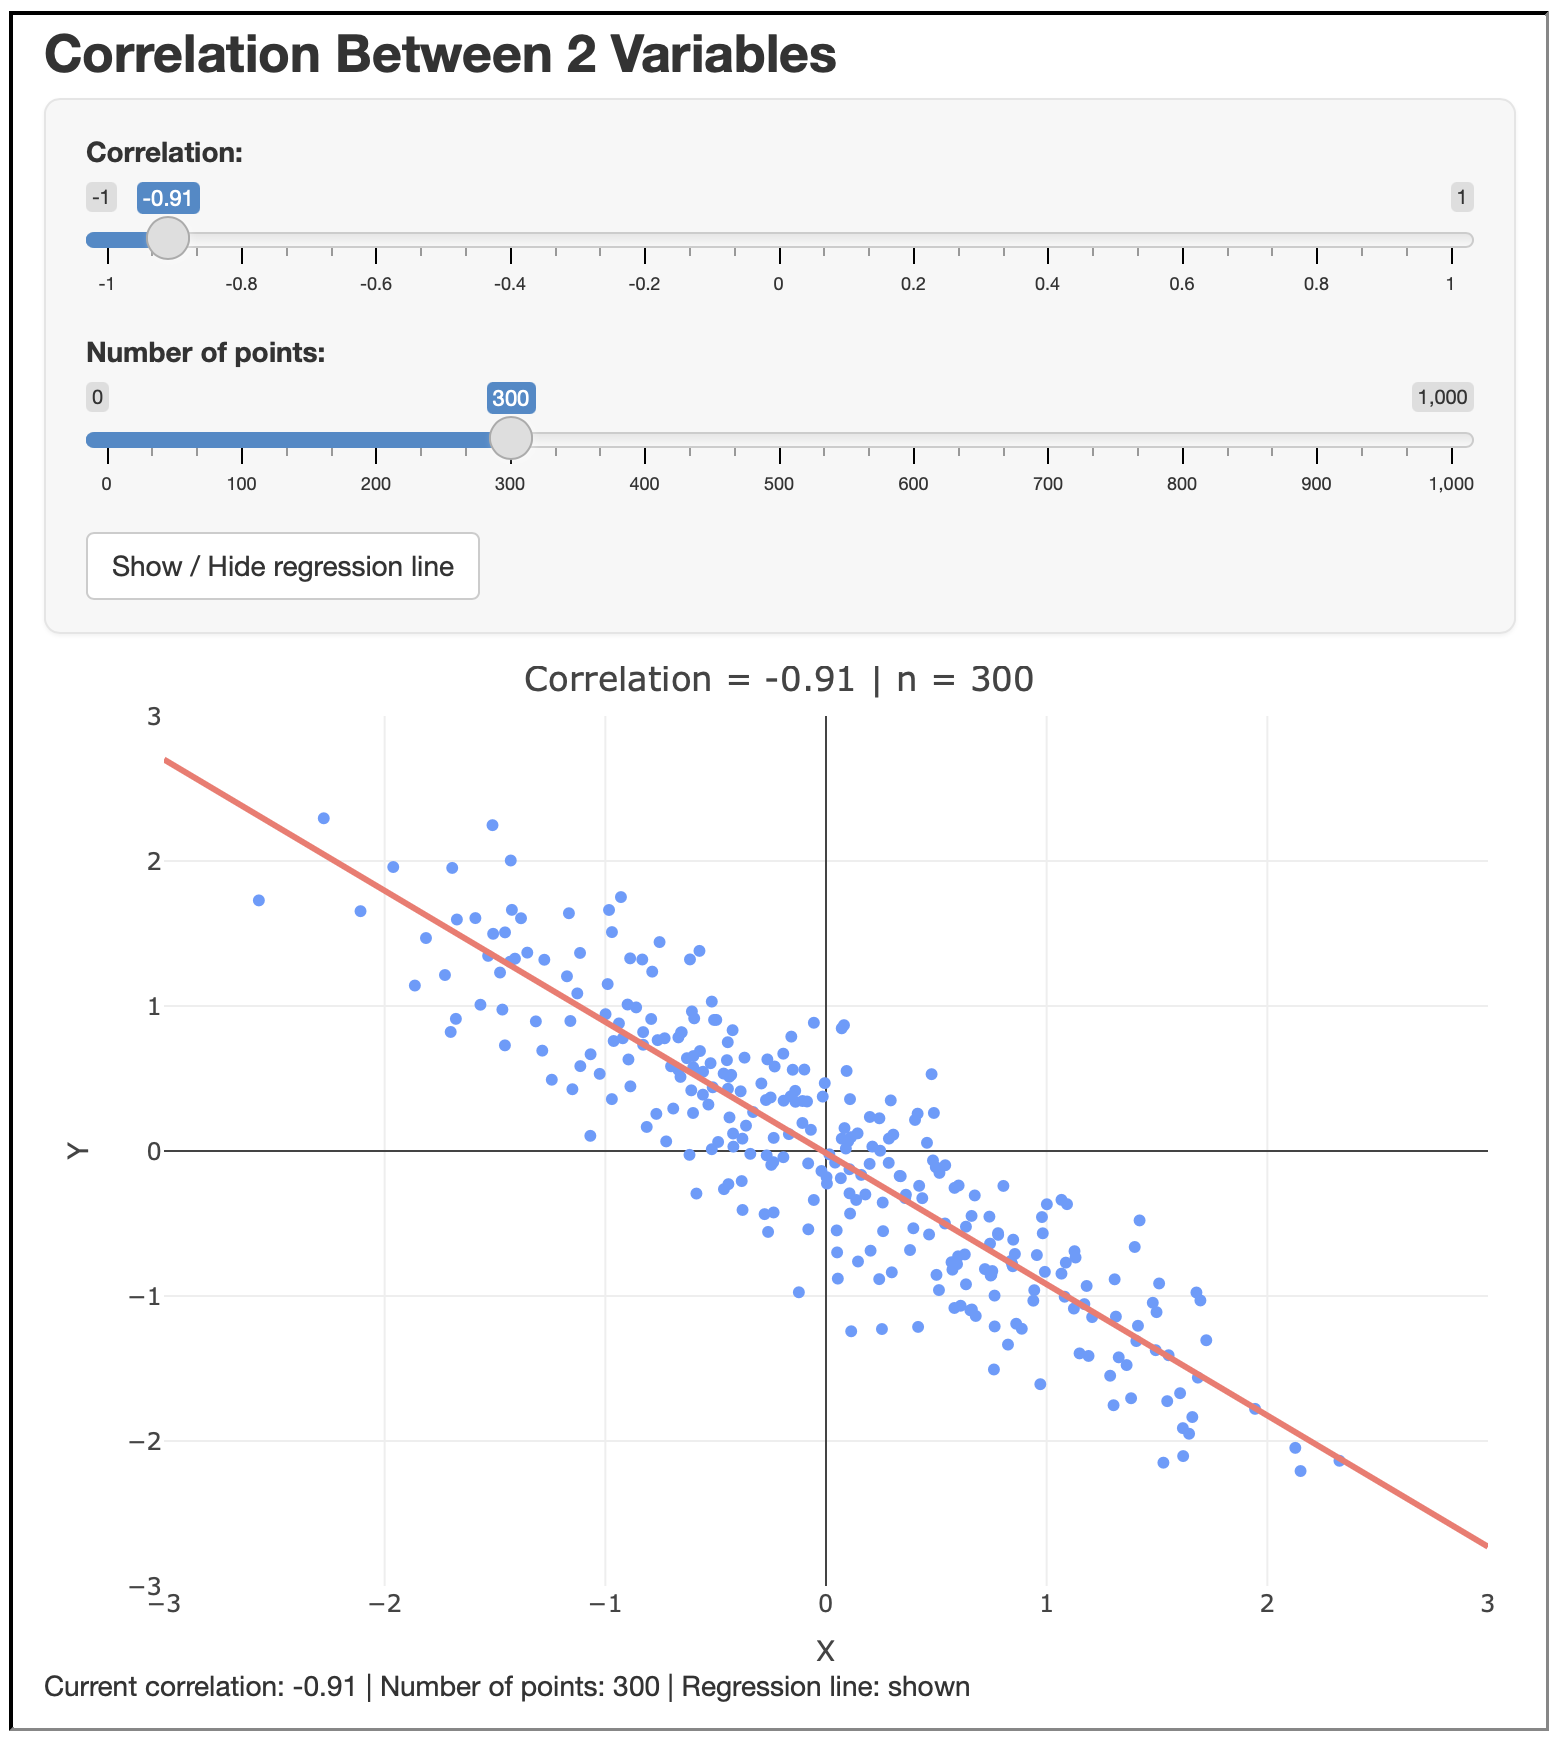 Correlation Between 2 Variables
Correlation:
-1 -0.91 1
-1 -0.8 -0.6 -0.4 -0.2 0 0.2 0.4 0.6 0.8 1
Number of points:
0 300 1,000
0 100 200 300 400 500 600 700 800 900 1,000
Show / Hide regression line
Correlation = -0.91 | n = 300
3
2
1
Y 0
−1
−2
−3
−3 −2 −1 0 1 2 3
X
Current correlation: -0.91 | Number of points: 300 | Regression line: shown